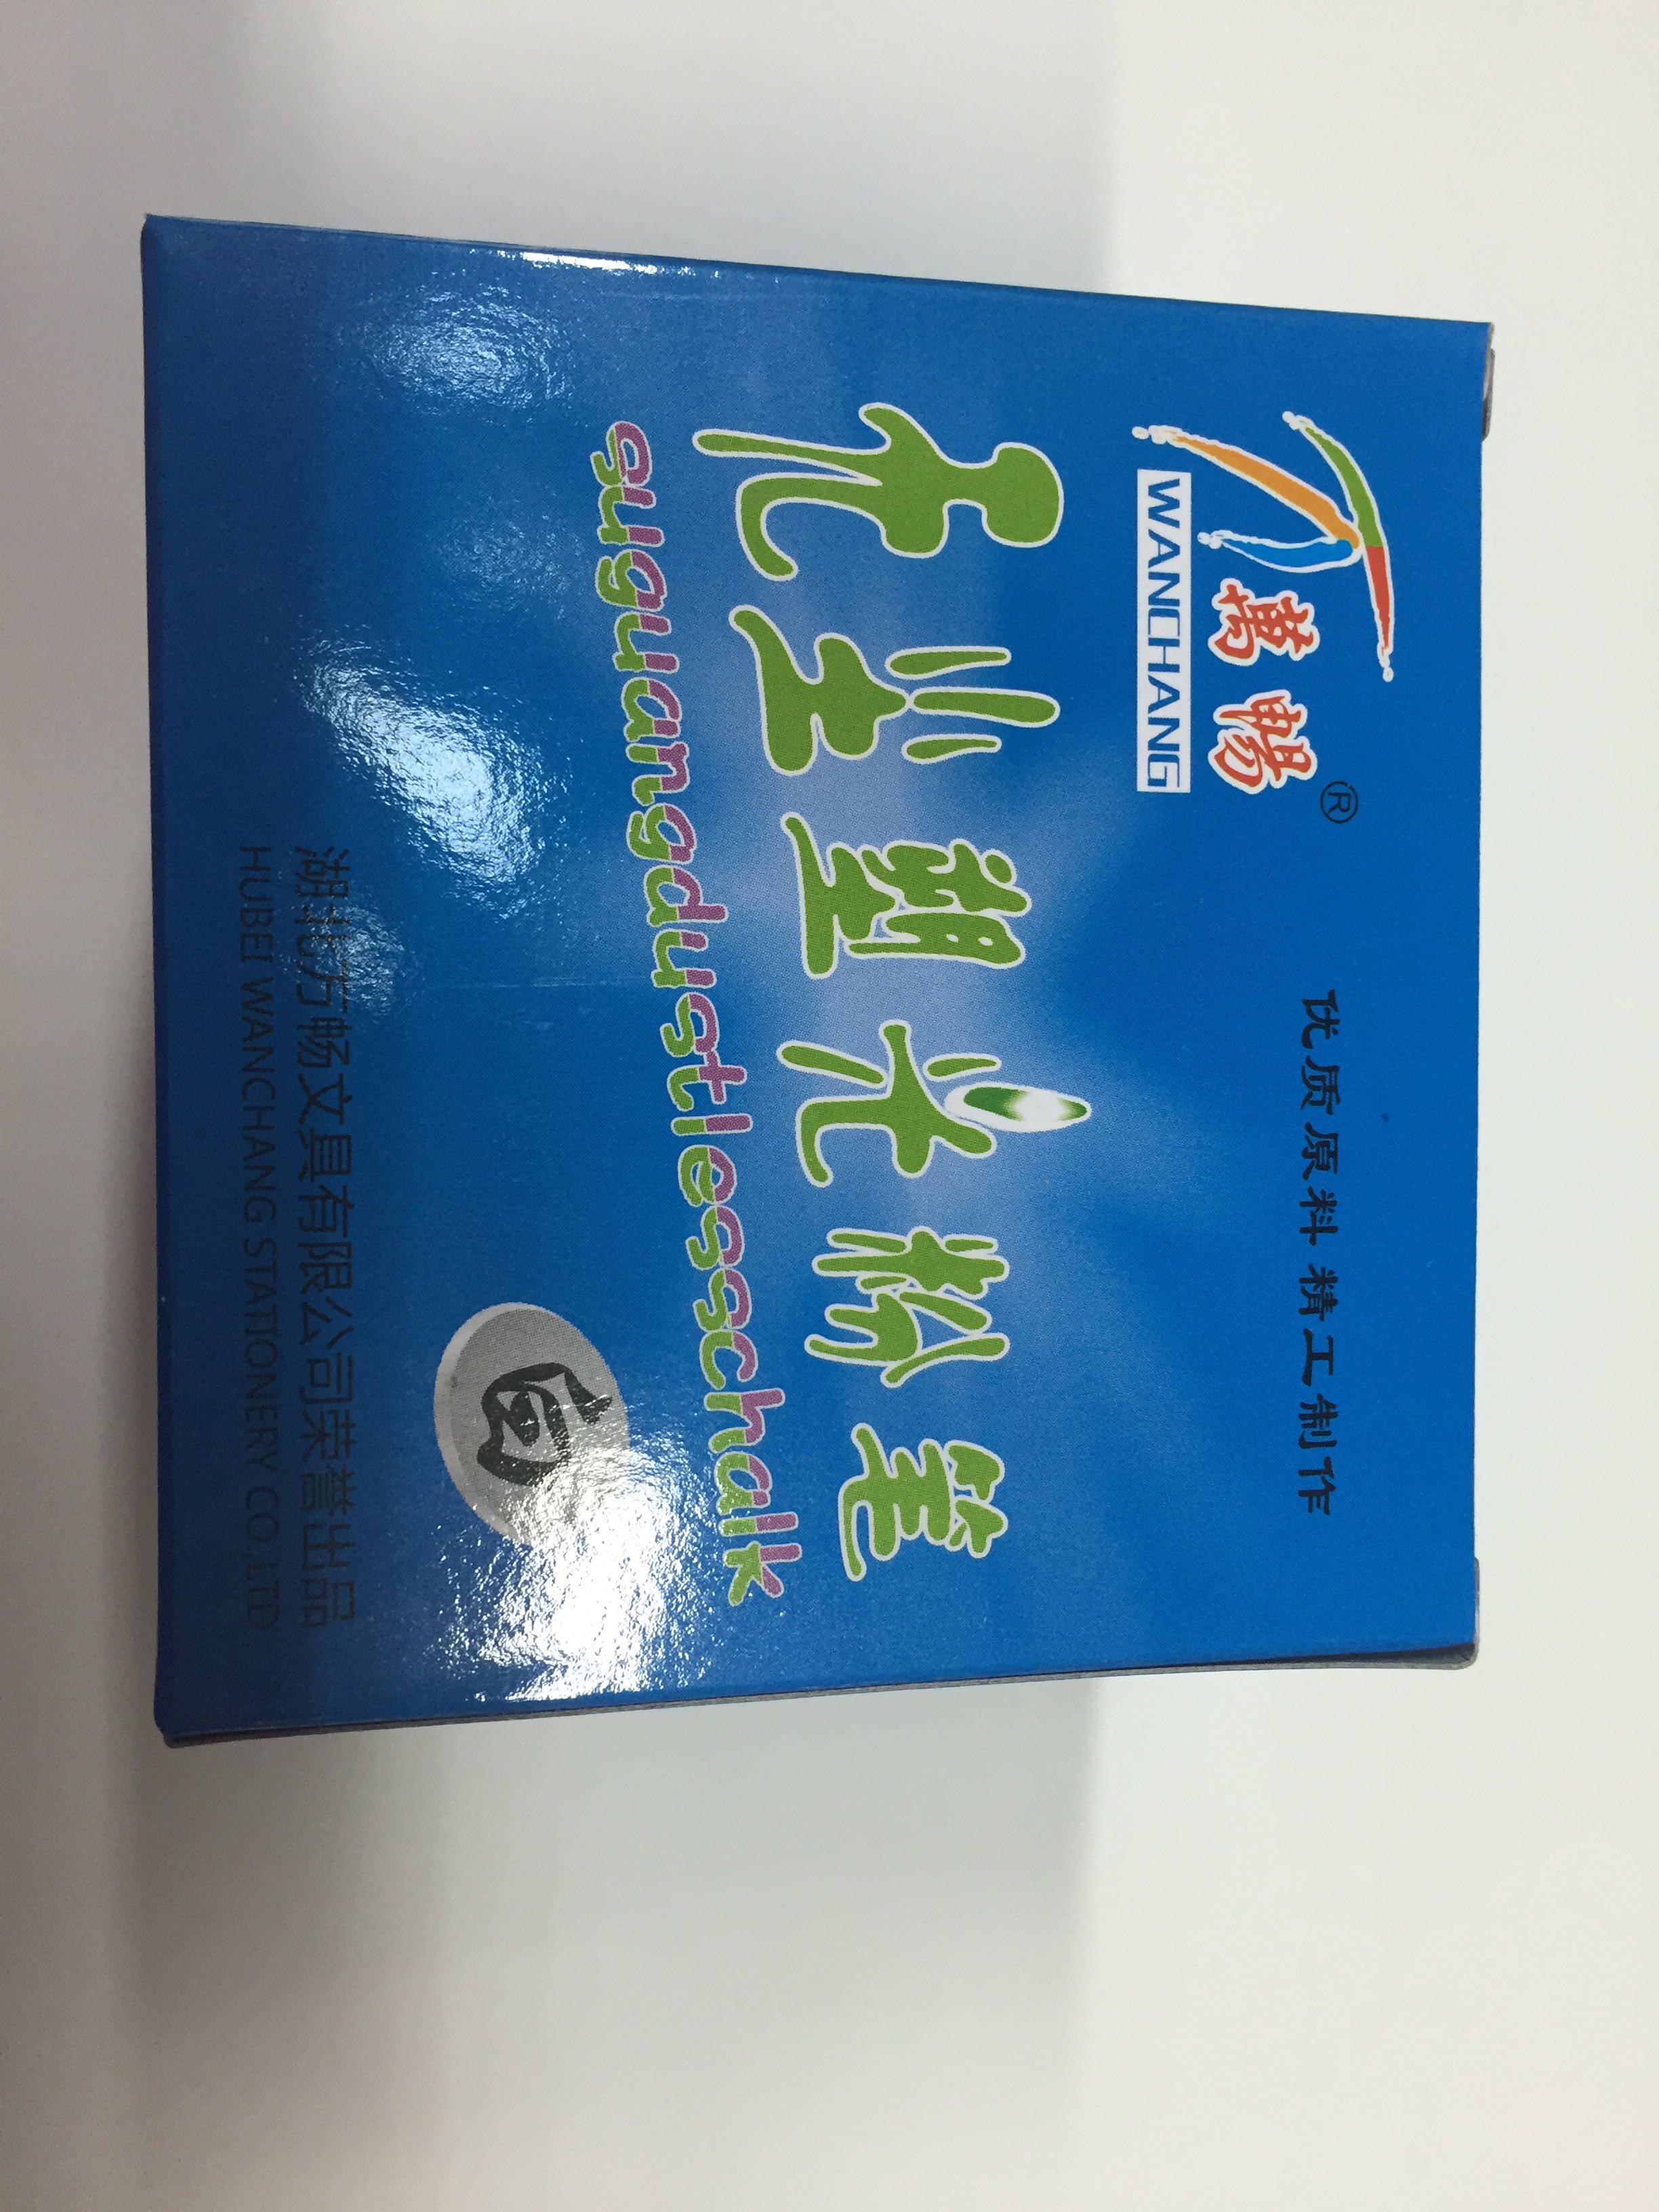 萬暢®
WANCHANG
优质原料 精工制作
无尘塑光粉笔
suguangdustlesschalk
白
湖北万畅文具有限公司荣誉出品
HUBEI WANCHANG STATIONERY CO.,LTD